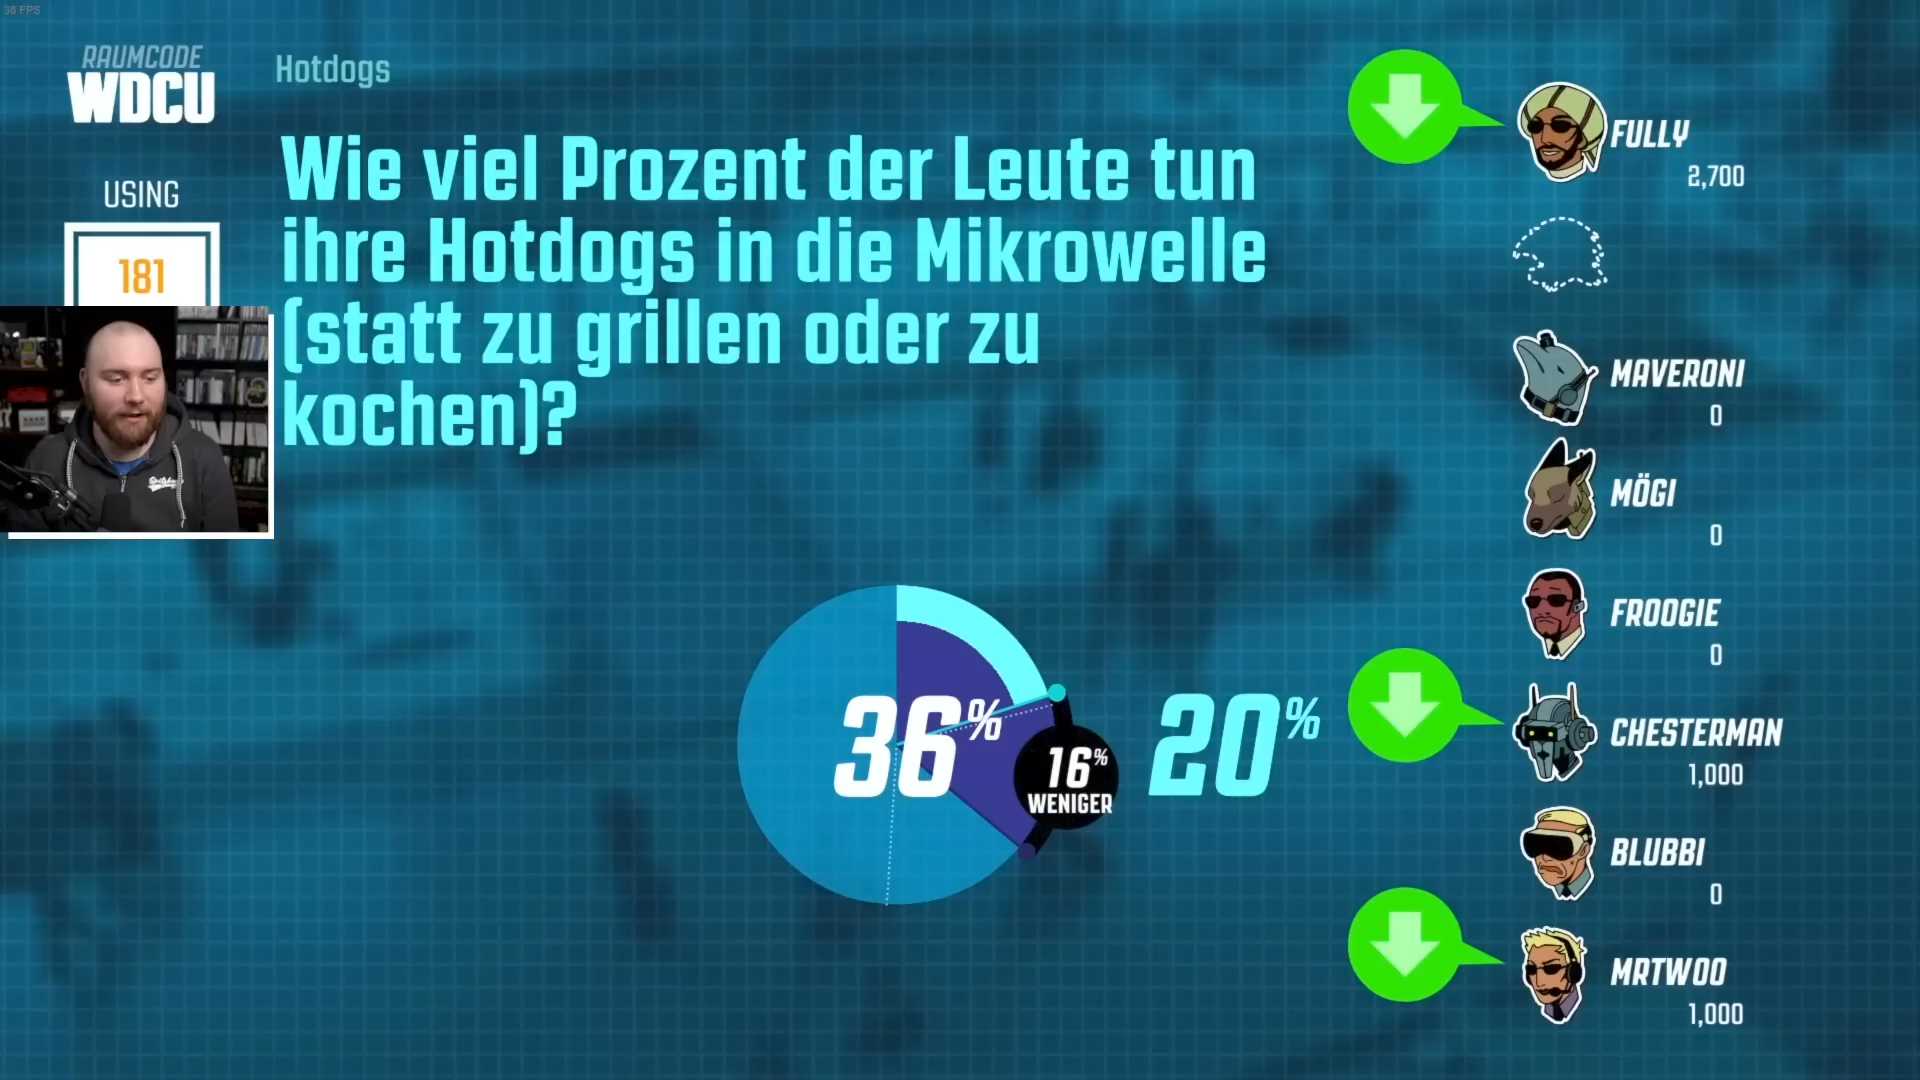 38 FPS
RAUMCODE
WDCU
USING
181
Hotdogs
Wie viel Prozent der Leute tun
ihre Hotdogs in die Mikrowelle
(statt zu grillen oder zu
kochen)?
36%
16%
WENIGER
20%
FULLY
2,700
MAVERONI
0
MÖGI
0
FROOGIE
0
CHESTERMAN
1,000
BLUBBI
0
MRTWOO
1,000